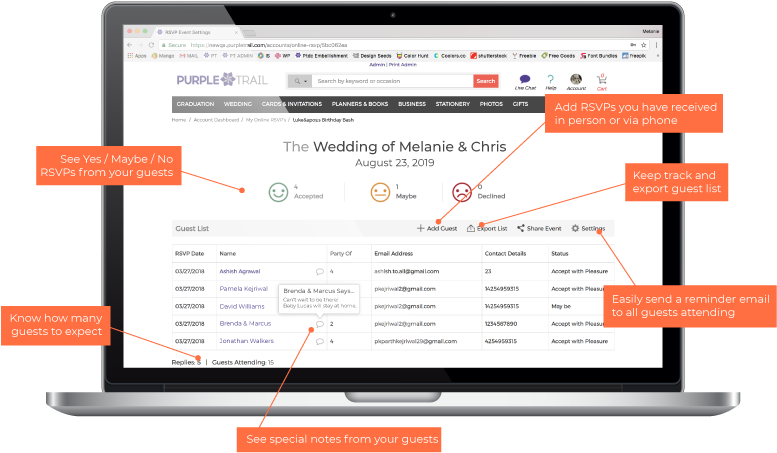 RSVP Event Settings
Melanie
Secure https://newqa.purpletrail.com/accounts/online-rsvp/5bc062ea
Apps Mango MAIL PT PT ADMIN IS WP Pldz Embellishment Design Seeds Color Hunt Coolers.co shutterstock Freebie Free Goods Font Bundles freepik
Admin | Print Admin
PURPLE TRAIL
Search by keyword or occasion
Search
Live Chat Help Account Cart
GRADUATION WEDDING CARDS & INVITATIONS PLANNERS & BOOKS BUSINESS STATIONERY PHOTOS GIFTS
Home / Account Dashboard / My Online RSVPs / Luke&apos;s Birthday Bash
Add RSVPs you have received
in person or via phone
The Wedding of Melanie & Chris
August 23, 2019
See Yes / Maybe / No
RSVPs from your guests
4
Accepted
1
Maybe
0
Declined
Keep track and
export guest list
Guest List
Add Guest Export List Share Event Settings
RSVP Date Name Party Of Email Address Contact Details Status
03/27/2018 Ashish Agrawal 4 ashish.to.all@gmail.com 23 Accept with Pleasure
03/27/2018 Pamela Kejriwal pkejriwal2@gmail.com 14254959315 Accept with Pleasure
03/27/2018 David Williams pkejriwal2@gmail.com 14254959315 May be
03/27/2018 Brenda & Marcus 2 pkejriwal2@gmail.com 1254567890 Accept with Pleasure
03/27/2018 Jonathan Walkers 4 pkparthkejriwal29@gmail.com 4254959315 Accept with Pleasure
Brenda & Marcus Says...
Can't wait to be there!
Baby Lucas will stay at home.
Easily send a reminder email
to all guests attending
Know how many
guests to expect
Replies: 5 | Guests Attending: 15
See special notes from your guests